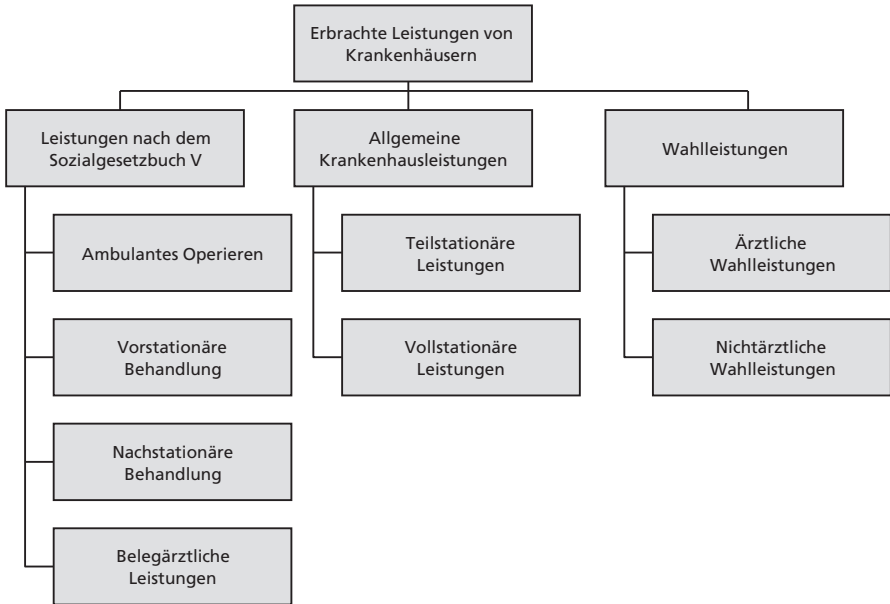 Erbrachte Leistungen von
Krankenhäusern
Leistungen nach dem
Sozialgesetzbuch V
Ambulantes Operieren
Vorstationäre
Behandlung
Nachstationäre
Behandlung
Belegärztliche
Leistungen
Allgemeine
Krankenhausleistungen
Teilstationäre
Leistungen
Vollstationäre
Leistungen
Wahlleistungen
Ärztliche
Wahlleistungen
Nichtärztliche
Wahlleistungen